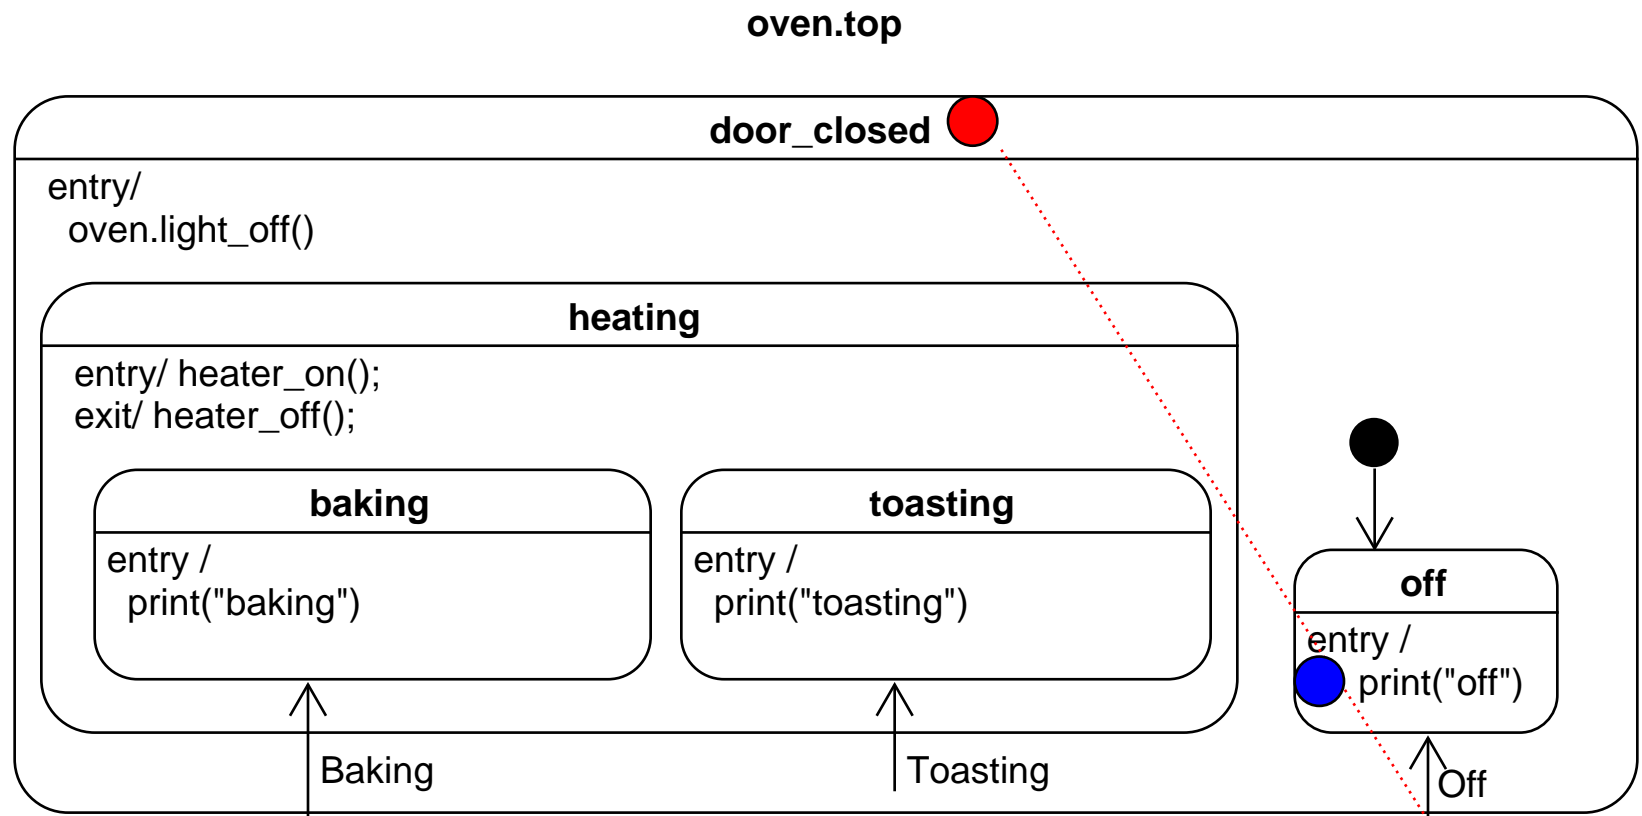 oven.top
door_closed
entry/
oven.light_off()
heating
entry/ heater_on();
exit/ heater_off();
baking
entry /
print("baking")
toasting
entry /
print("toasting")
off
entry /
print("off")
Baking
Toasting
Off